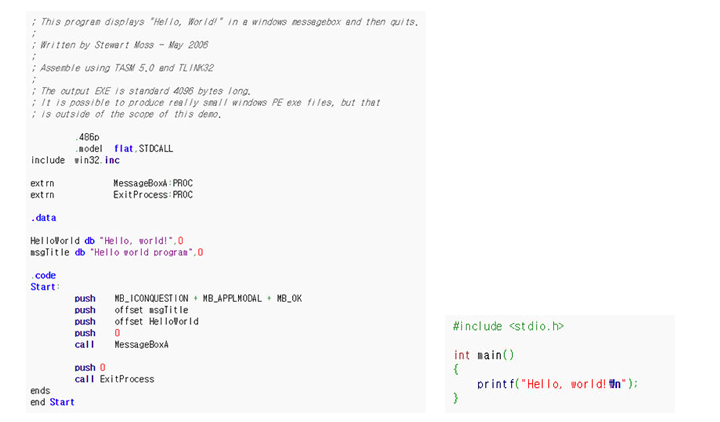 ; This program displays "Hello, World!" in a windows messagebox and then quits.
;
; Written by Stewart Moss - May 2006
;
; Assemble using TASM 5.0 and TLINK32
;
; The output EXE is standard 4096 bytes long.
; It is possible to produce really small windows PE exe files, but that
; is outside of the scope of this demo.
.486p
.model flat,STDCALL
include win32.inc
extrn MessageBoxA:PROC
extrn ExitProcess:PROC
.data
HelloWorld db "Hello, world!",0
msgTitle db "Hello world program",0
.code
Start:
push MB_ICONQUESTION + MB_APPLMODAL + MB_OK
push offset msgTitle
push offset HelloWorld
push 0
call MessageBoxA
push 0
call ExitProcess
ends
end Start
#include <stdio.h>
int main()
{
printf("Hello, world!₩n");
}